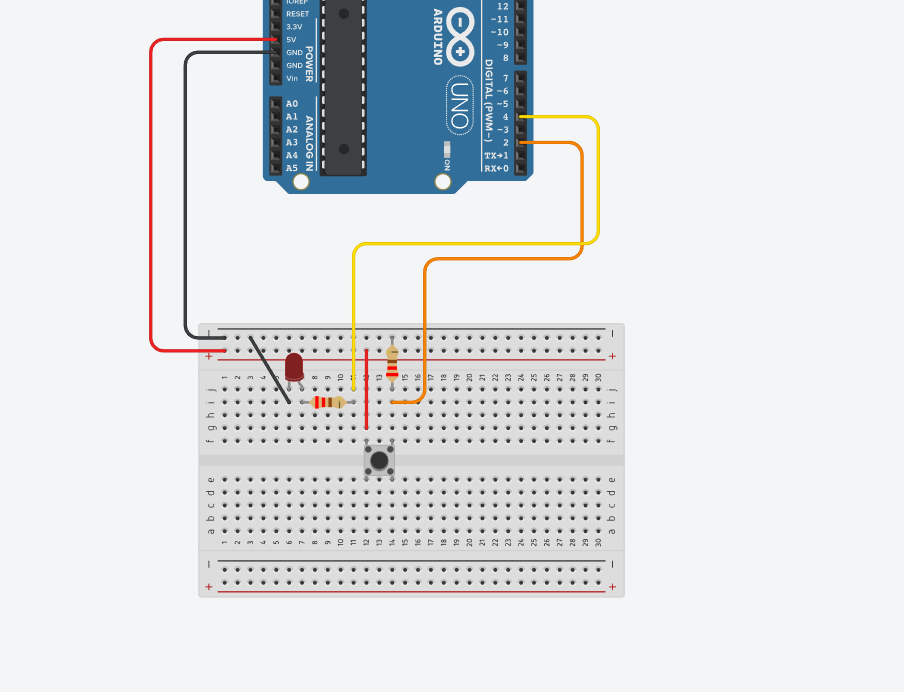 IOREF
RESET
3.3V
5V
GND
GND
Vin
POWER
A0
A1
A2
A3
A4
A5
ANALOG IN
ARDUINO
UNO
ON
DIGITAL (PWM~)
12
~11
~10
~9
8
7
~6
~5
4
~3
2
TX→1
RX←0
− −
+ +
1 2 3 4 5 6 7 8 9 10 11 12 13 14 15 16 17 18 19 20 21 22 23 24 25 26 27 28 29 30
j j
i i
h h
g g
f f
e e
d d
c c
b b
a a
1 2 3 4 5 6 7 8 9 10 11 12 13 14 15 16 17 18 19 20 21 22 23 24 25 26 27 28 29 30
− −
+ +